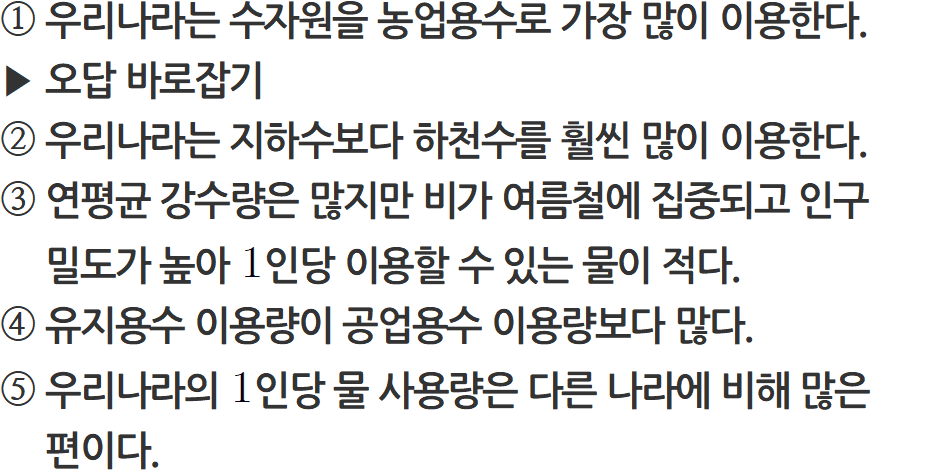 ① 우리나라는 수자원을 농업용수로 가장 많이 이용한다.
▶ 오답 바로잡기
② 우리나라는 지하수보다 하천수를 훨씬 많이 이용한다.
③ 연평균 강수량은 많지만 비가 여름철에 집중되고 인구
밀도가 높아 1인당 이용할 수 있는 물이 적다.
④ 유지용수 이용량이 공업용수 이용량보다 많다.
⑤ 우리나라의 1인당 물 사용량은 다른 나라에 비해 많은
편이다.